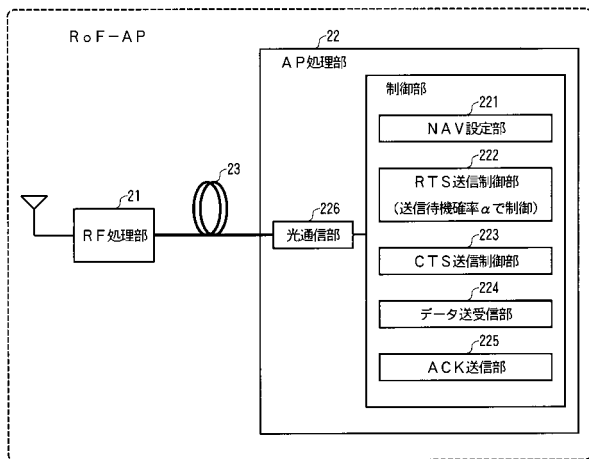 RoF－AP
22
AP処理部
制御部
221
NAV設定部
222
RTS送信制御部
(送信待機確率αで制御)
223
CTS送信制御部
224
データ送受信部
225
ACK送信部
23
21
RF処理部
226
光通信部